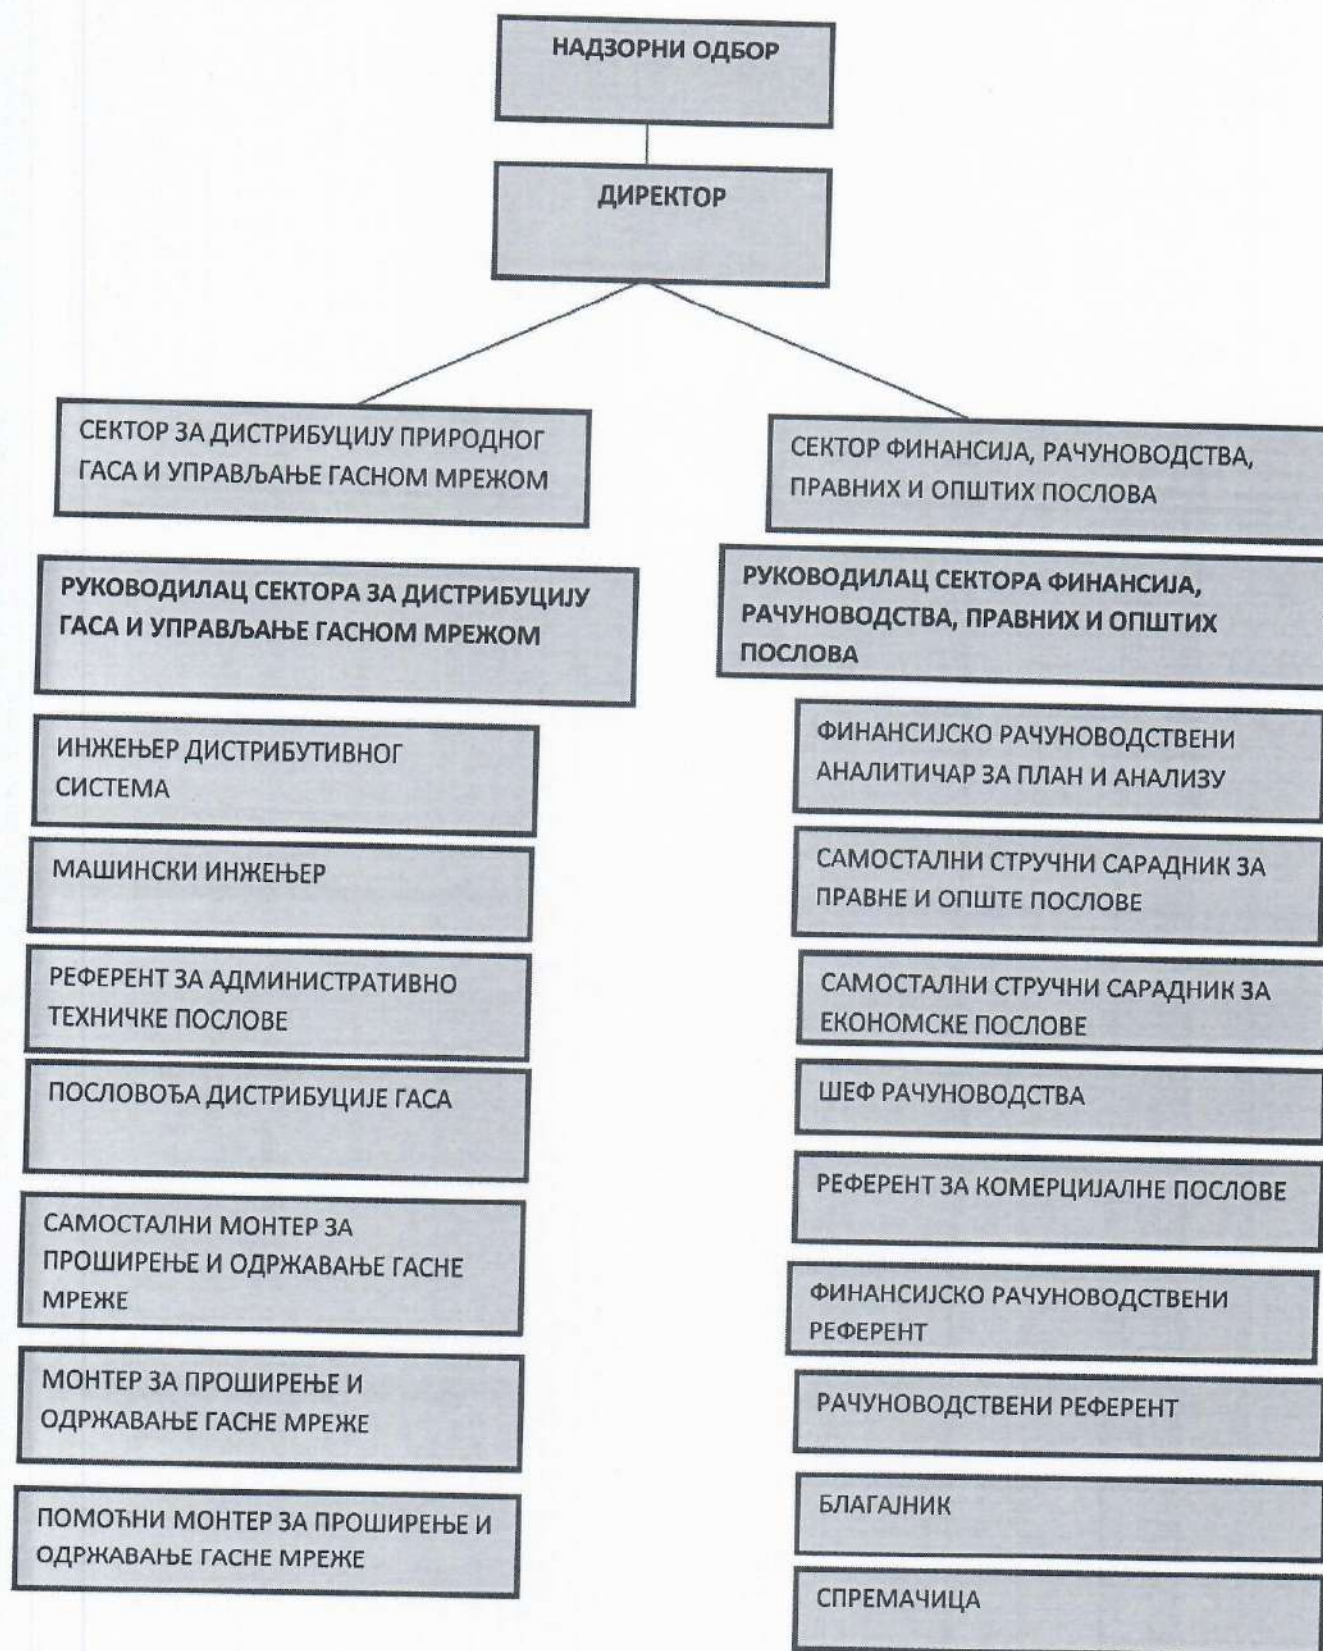 НАДЗОРНИ ОДБОР
ДИРЕКТОР
СЕКТОР ЗА ДИСТРИБУЦИЈУ ПРИРОДНОГ
ГАСА И УПРАВЉАЊЕ ГАСНОМ МРЕЖОМ
РУКОВОДИЛАЦ СЕКТОРА ЗА ДИСТРИБУЦИЈУ
ГАСА И УПРАВЉАЊЕ ГАСНОМ МРЕЖОМ
ИНЖЕЊЕР ДИСТРИБУТИВНОГ
СИСТЕМА
МАШИНСКИ ИНЖЕЊЕР
РЕФЕРЕНТ ЗА АДМИНИСТРАТИВНО
ТЕХНИЧКЕ ПОСЛОВЕ
ПОСЛОВОЂА ДИСТРИБУЦИЈЕ ГАСА
САМОСТАЛНИ МОНТЕР ЗА
ПРОШИРЕЊЕ И ОДРЖАВАЊЕ ГАСНЕ
МРЕЖЕ
МОНТЕР ЗА ПРОШИРЕЊЕ И
ОДРЖАВАЊЕ ГАСНЕ МРЕЖЕ
ПОМОЋНИ МОНТЕР ЗА ПРОШИРЕЊЕ И
ОДРЖАВАЊЕ ГАСНЕ МРЕЖЕ
СЕКТОР ФИНАНСИЈА, РАЧУНОВОДСТВА,
ПРАВНИХ И ОПШТИХ ПОСЛОВА
РУКОВОДИЛАЦ СЕКТОРА ФИНАНСИЈА,
РАЧУНОВОДСТВА, ПРАВНИХ И ОПШТИХ
ПОСЛОВА
ФИНАНСИЈСКО РАЧУНОВОДСТВЕНИ
АНАЛИТИЧАР ЗА ПЛАН И АНАЛИЗУ
САМОСТАЛНИ СТРУЧНИ САРАДНИК ЗА
ПРАВНЕ И ОПШТЕ ПОСЛОВЕ
САМОСТАЛНИ СТРУЧНИ САРАДНИК ЗА
ЕКОНОМСКЕ ПОСЛОВЕ
ШЕФ РАЧУНОВОДСТВА
РЕФЕРЕНТ ЗА КОМЕРЦИЈАЛНЕ ПОСЛОВЕ
ФИНАНСИЈСКО РАЧУНОВОДСТВЕНИ
РЕФЕРЕНТ
РАЧУНОВОДСТВЕНИ РЕФЕРЕНТ
БЛАГАЈНИК
СПРЕМАЧИЦА